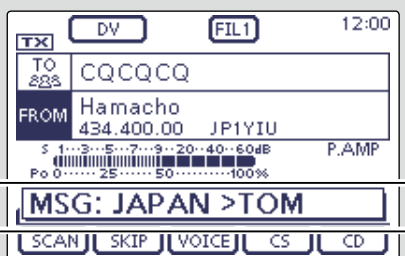 DV FIL1 12:00
TX
TO CQCQCQ
FROM Hamacho
434.400.00 JP1YIU
S 1··3··5··7··9··20··40··60dB P.AMP
Po 0······25······50···········100%
MSG: JAPAN >TOM
SCAN SKIP VOICE CS CD